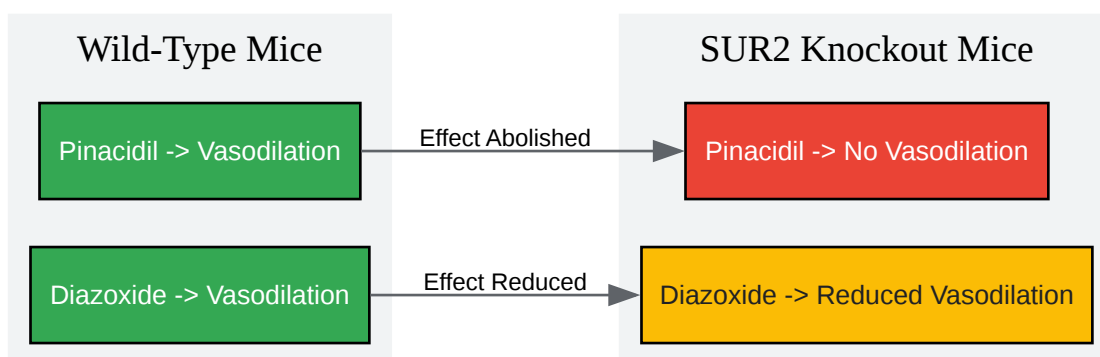 Wild-Type Mice
SUR2 Knockout Mice
Pinacidil -> Vasodilation
Effect Abolished
Pinacidil -> No Vasodilation
Diazoxide -> Vasodilation
Effect Reduced
Diazoxide -> Reduced Vasodilation